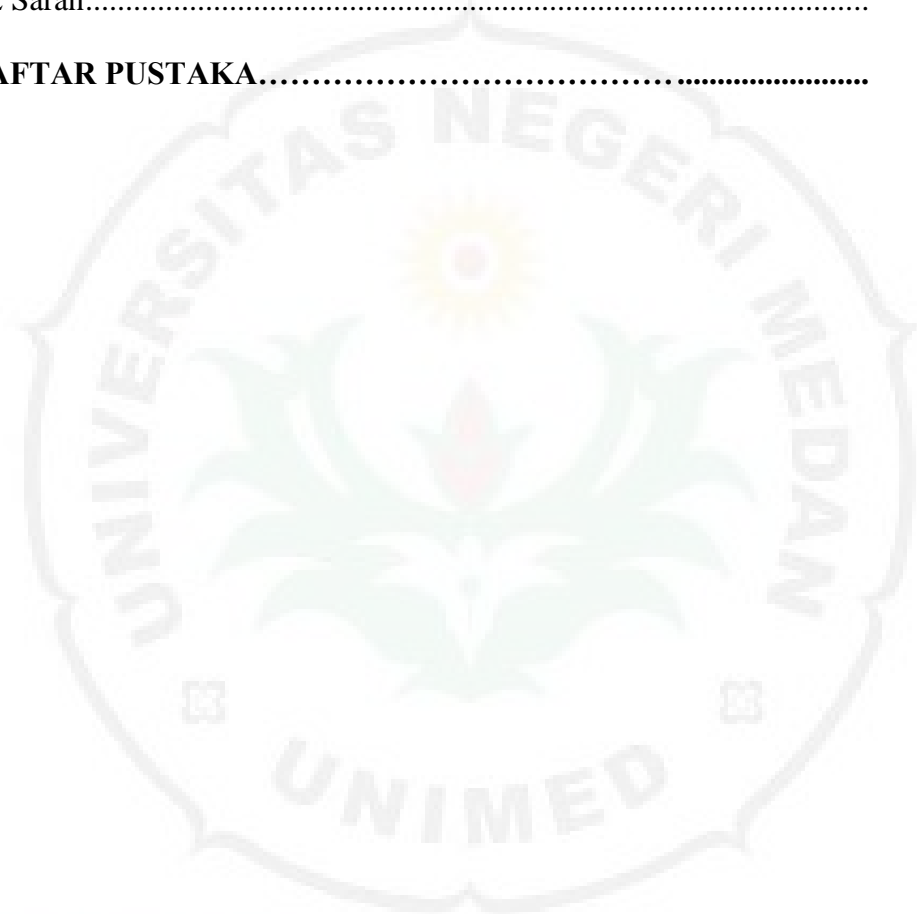 Saran...............................................................................................
AFTAR PUSTAKA……………………………………........................
UNIVERSITAS NEGERI MEDAN
UNIMED